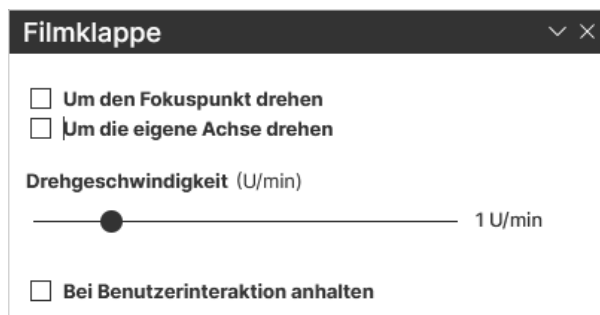 Filmklappe
Um den Fokuspunkt drehen
Um die eigene Achse drehen
Drehgeschwindigkeit (U/min)
1 U/min
Bei Benutzerinteraktion anhalten